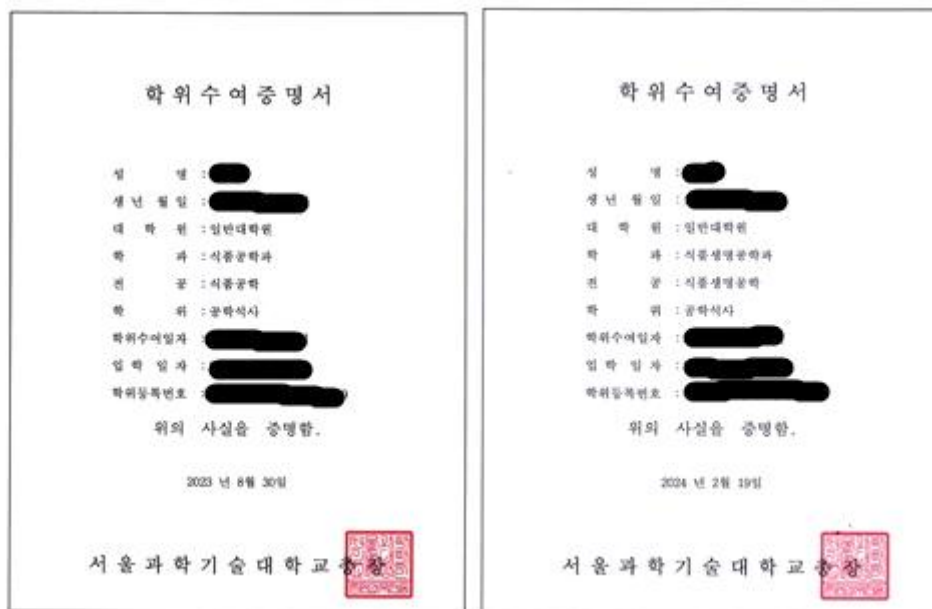 학위수여증명서
성 명 :
생년월일 :
대 학 원 : 일반대학원
학 과 : 식품공학과
전 공 : 식품공학
학 위 : 공학석사
학위수여일자 :
입학일자 :
학위등록번호 :
위의 사실을 증명함.
2023 년 8월 30일
서울과학기술대학교총장
학위수여증명서
성 명 :
생년월일 :
대 학 원 : 일반대학원
학 과 : 식품생명공학과
전 공 : 식품생명공학
학 위 : 공학석사
학위수여일자 :
입학일자 :
학위등록번호 :
위의 사실을 증명함.
2024 년 2월 19일
서울과학기술대학교총장